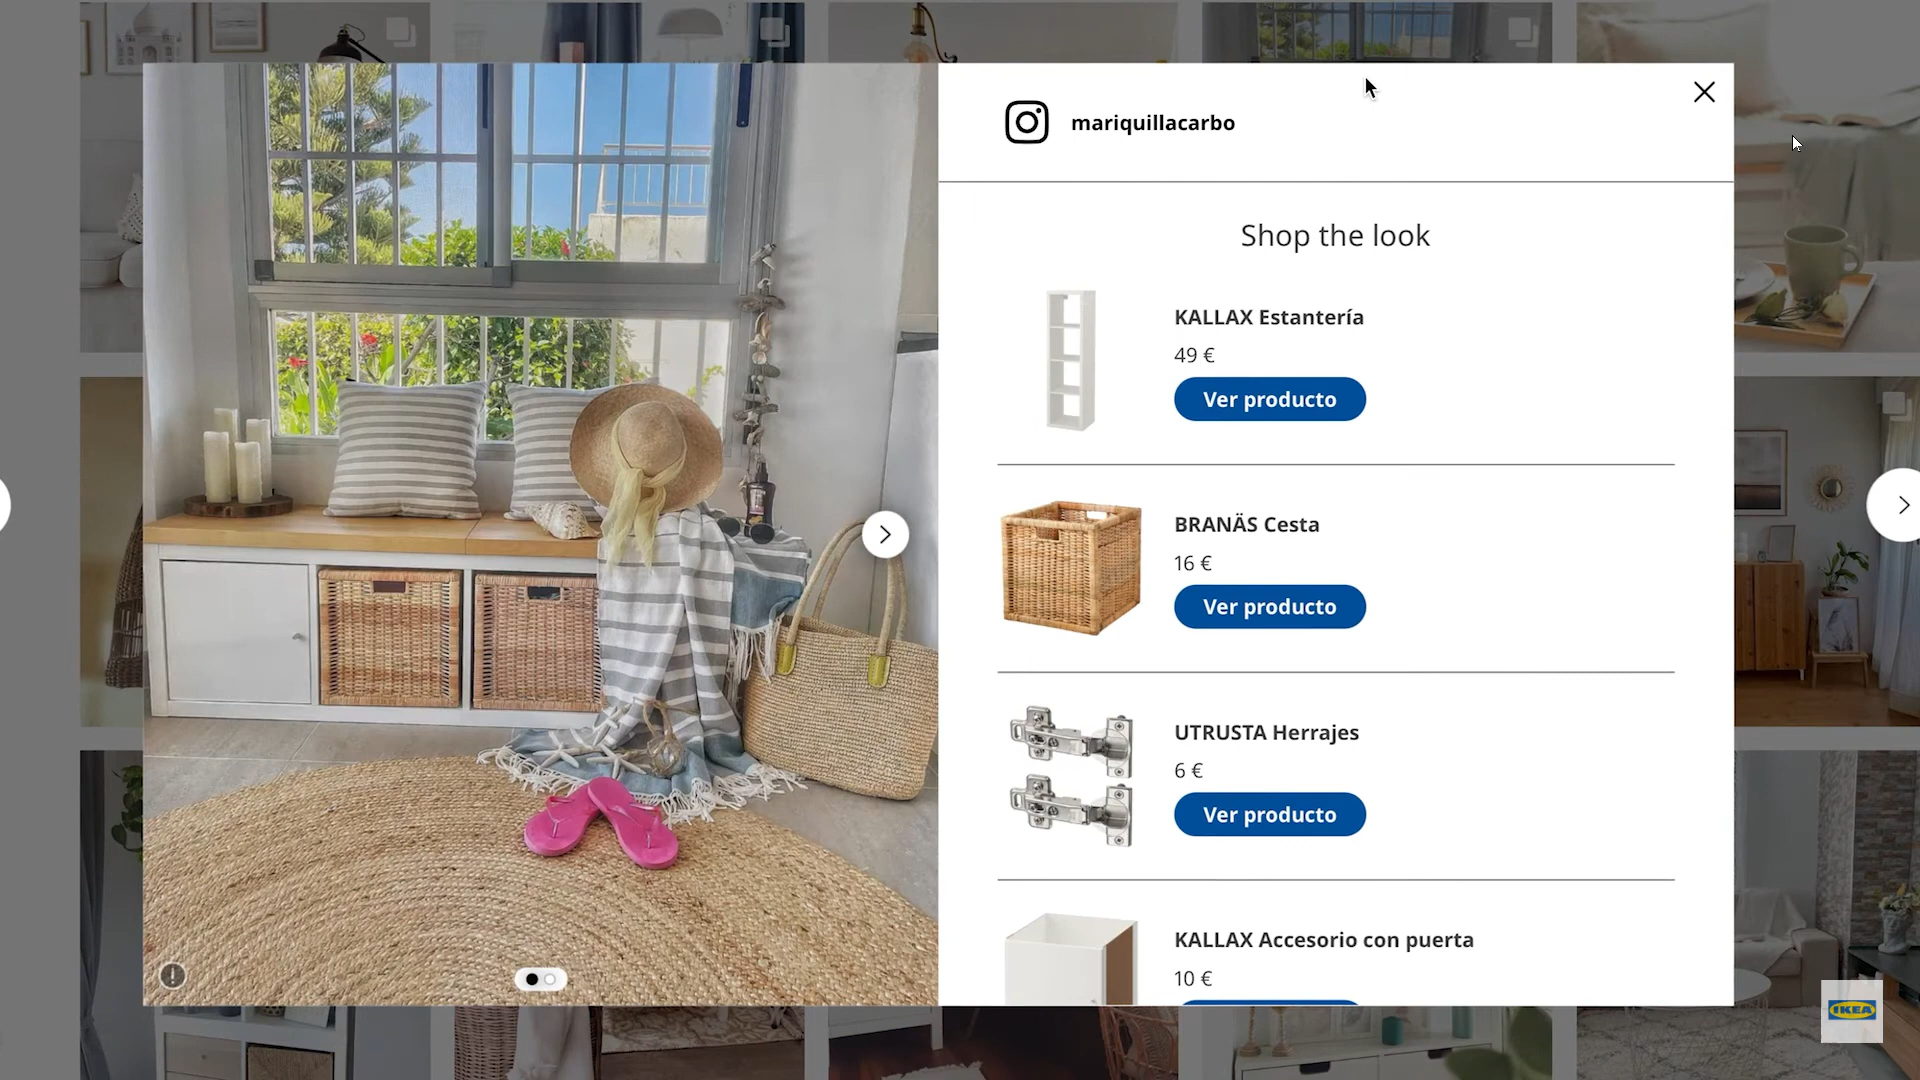 mariquillacarbo
Shop the look
KALLAX Estantería
49 €
Ver producto
BRANÄS Cesta
16 €
Ver producto
UTRUSTA Herrajes
6 €
Ver producto
KALLAX Accesorio con puerta
10 €
IKEA